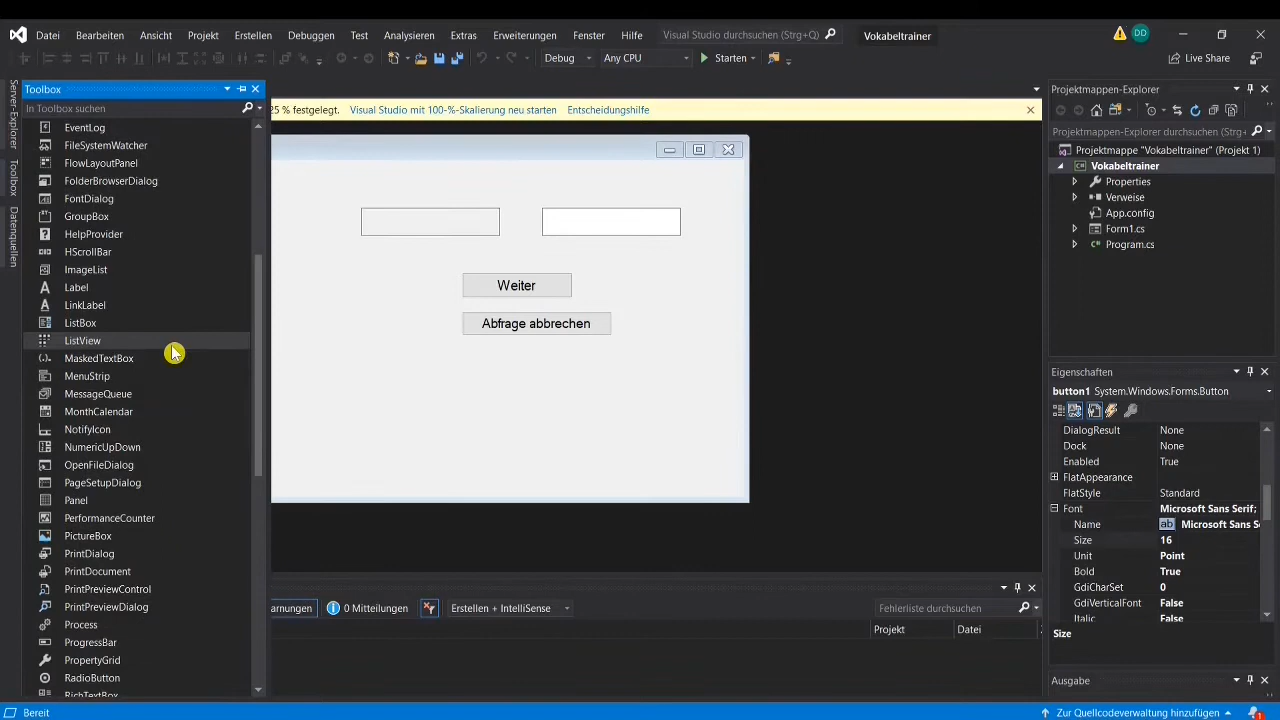 Datei Bearbeiten Ansicht Projekt Erstellen Debuggen Test Analysieren Extras Erweiterungen Fenster Hilfe Visual Studio durchsuchen (Strg+Q) Vokabeltrainer DD
Debug Any CPU Starten Live Share
Server-Explorer
Toolbox
Datenquellen
Toolbox
In Toolbox suchen
EventLog
FileSystemWatcher
FlowLayoutPanel
FolderBrowserDialog
FontDialog
GroupBox
HelpProvider
HScrollBar
ImageList
Label
LinkLabel
ListBox
ListView
MaskedTextBox
MenuStrip
MessageQueue
MonthCalendar
NotifyIcon
NumericUpDown
OpenFileDialog
PageSetupDialog
Panel
PerformanceCounter
PictureBox
PrintDialog
PrintDocument
PrintPreviewControl
PrintPreviewDialog
Process
ProgressBar
PropertyGrid
RadioButton
RichTextBox
25 % festgelegt. Visual Studio mit 100-%-Skalierung neu starten Entscheidungshilfe
Weiter
Abfrage abbrechen
arnungen 0 Mitteilungen Erstellen + IntelliSense Fehlerliste durchsuchen
Projekt Datei
Projektmappen-Explorer
Projektmappen-Explorer durchsuchen (Strg+
Projektmappe "Vokabeltrainer" (Projekt 1)
Vokabeltrainer
Properties
Verweise
App.config
Form1.cs
Program.cs
Eigenschaften
button1 System.Windows.Forms.Button
DialogResult None
Dock None
Enabled True
FlatAppearance
FlatStyle Standard
Font Microsoft Sans Serif;
Name ab Microsoft Sans S
Size 16
Unit Point
Bold True
GdiCharSet 0
GdiVerticalFont False
Italic False
Size
Ausgabe
Bereit Zur Quellcodeverwaltung hinzufügen 1